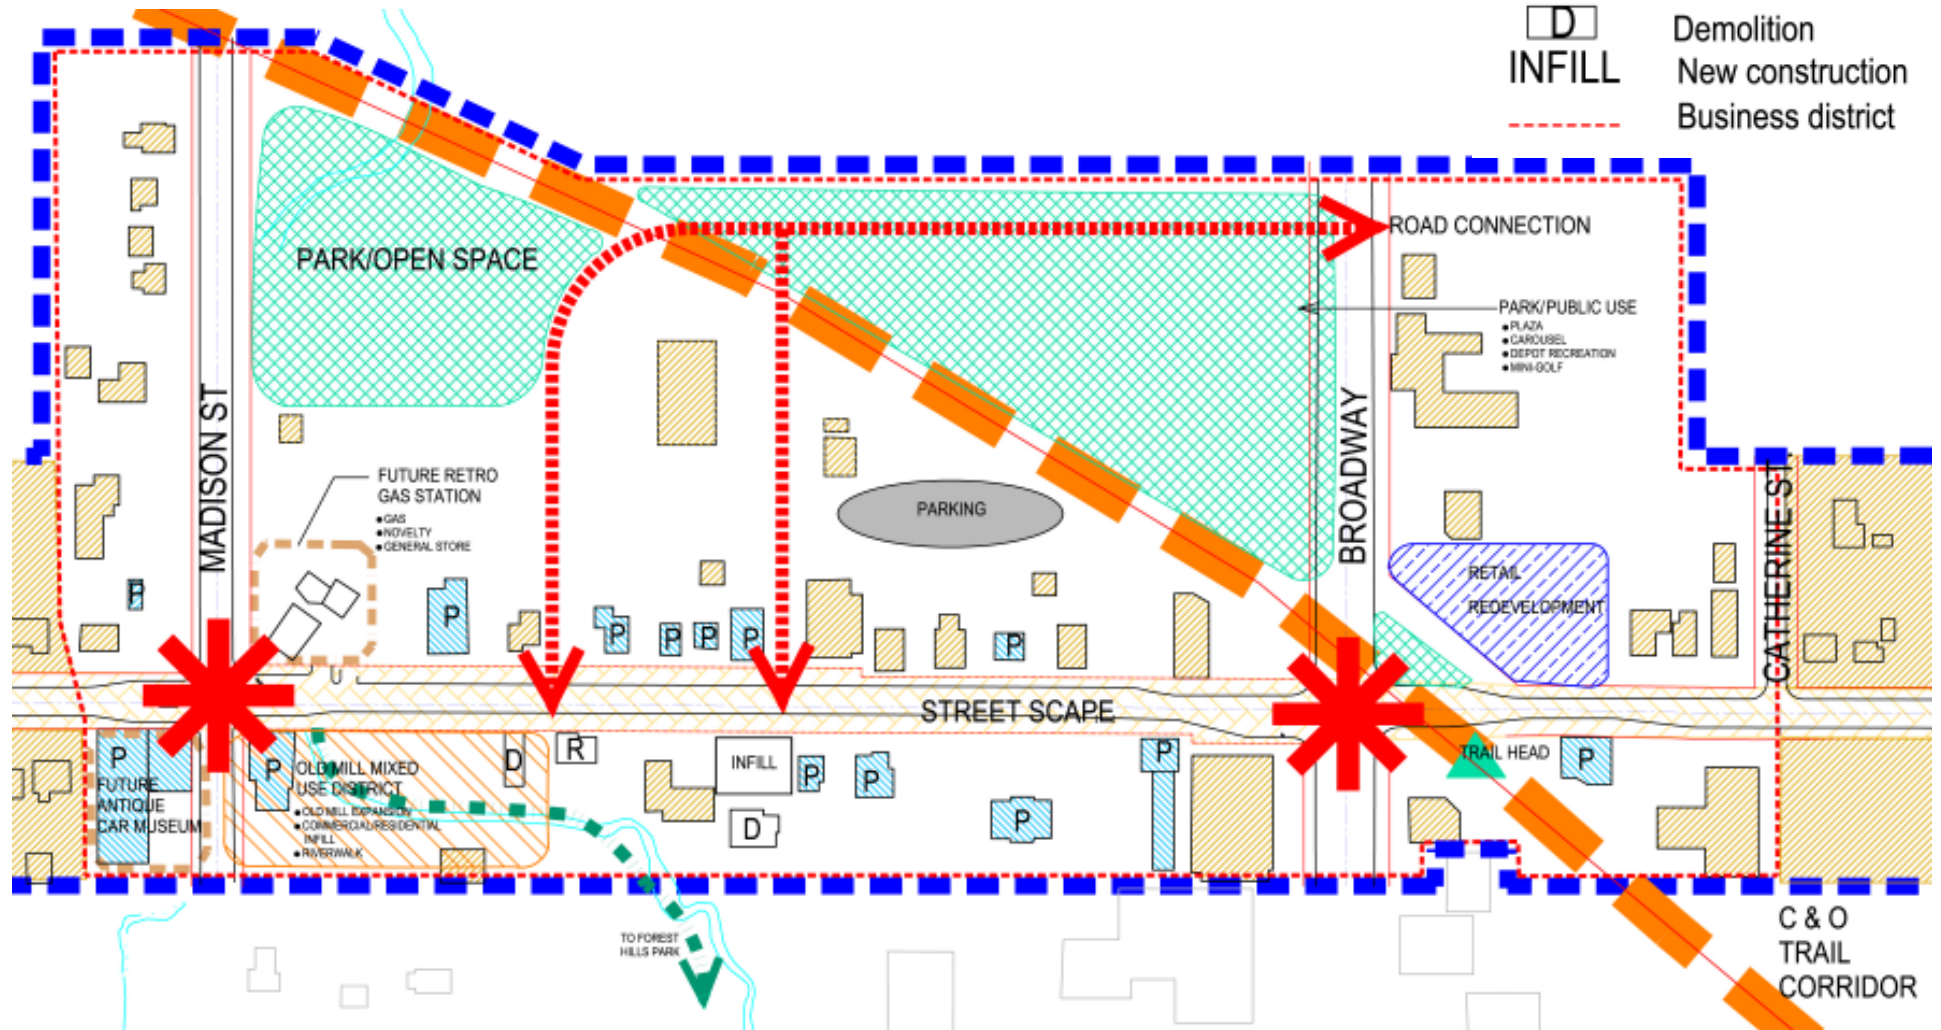 D Demolition
INFILL New construction
Business district
ROAD CONNECTION
PARK/OPEN SPACE
PARK/PUBLIC USE
PLAZA
CAROUSEL
DEPOT RECREATION
MINI-GOLF
MADISON ST
BROADWAY
CATHERINE ST.
FUTURE RETRO
GAS STATION
GAS
NOVELTY
GENERAL STORE
PARKING
RETAIL
REDEVELOPMENT
P
P
P
P
P
P
P
STREET SCAPE
P
FUTURE
ANTIQUE
CAR MUSEUM
P
OLD MILL MIXED
USE DISTRICT
OLD MILL EXPANSION
COMMERCIAL/RESIDENTIAL
INFILL
RIVERWALK
D
R
INFILL
D
P
P
P
P
TRAIL HEAD
P
TO FOREST
HILLS PARK
C & O
TRAIL
CORRIDOR